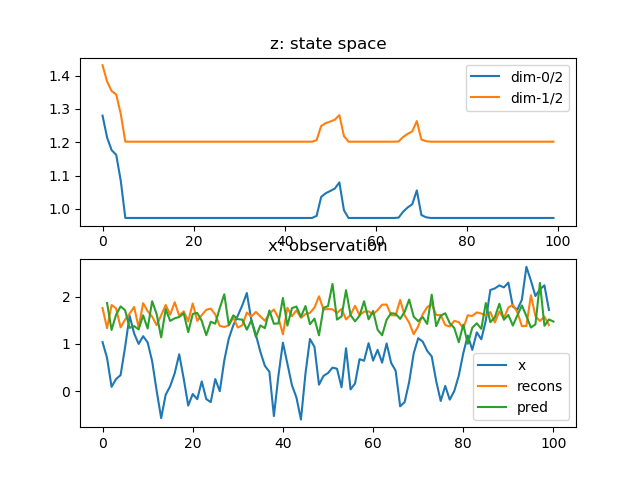 z: state space
1.4
1.3
1.2
1.1
1.0
dim-0/2
dim-1/2
0 20 40 60 80 100
x: observation
2
1
0
x
recons
pred
0 20 40 60 80 100